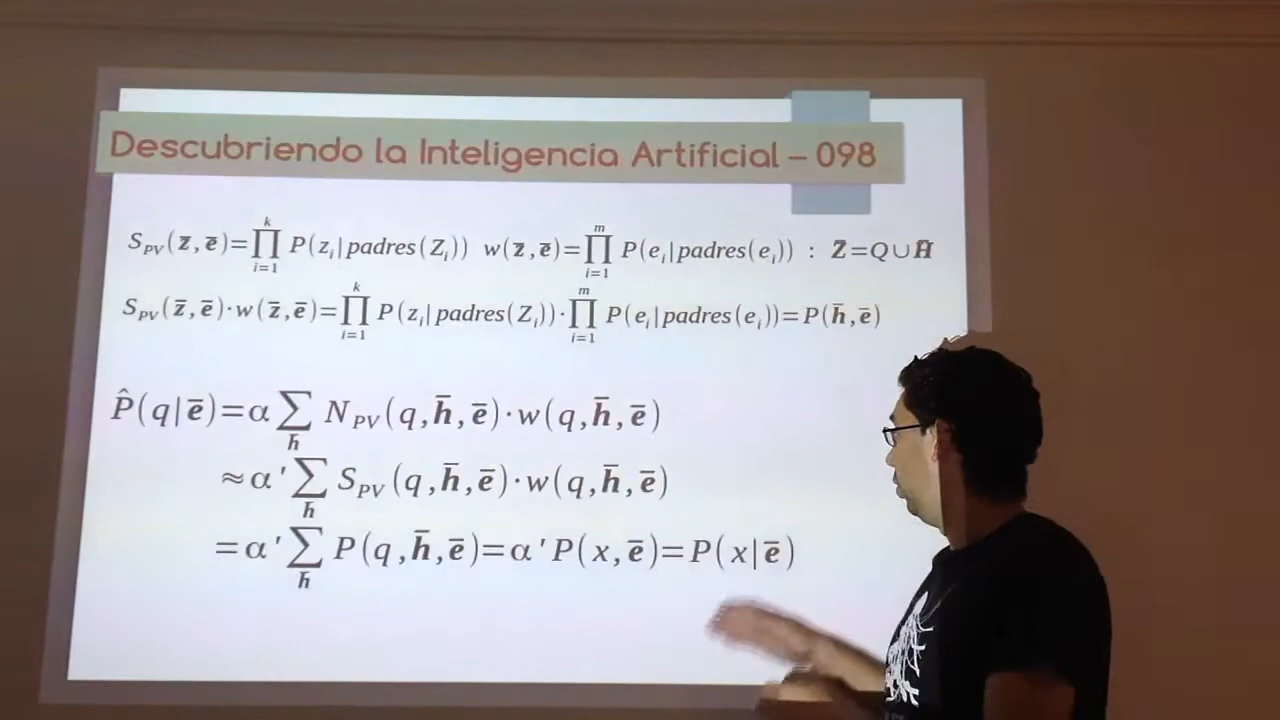 Descubriendo la Inteligencia Artificial – 098
S_PV(z̄,ē)=∏_{i=1}^{k} P(z_i|padres(Z_i)) w(z̄,ē)=∏_{i=1}^{m} P(e_i|padres(e_i)) : Z̄=Q∪H̄
S_PV(z̄,ē)·w(z̄,ē)=∏_{i=1}^{k} P(z_i|padres(Z_i))·∏_{i=1}^{m} P(e_i|padres(e_i))=P(h̄,ē)
P̂(q|ē)=α∑_{h̄} N_PV(q,h̄,ē)·w(q,h̄,ē)
≈α'∑_{h̄} S_PV(q,h̄,ē)·w(q,h̄,ē)
=α'∑_{h̄} P(q,h̄,ē)=α'P(x,ē)=P(x|ē)